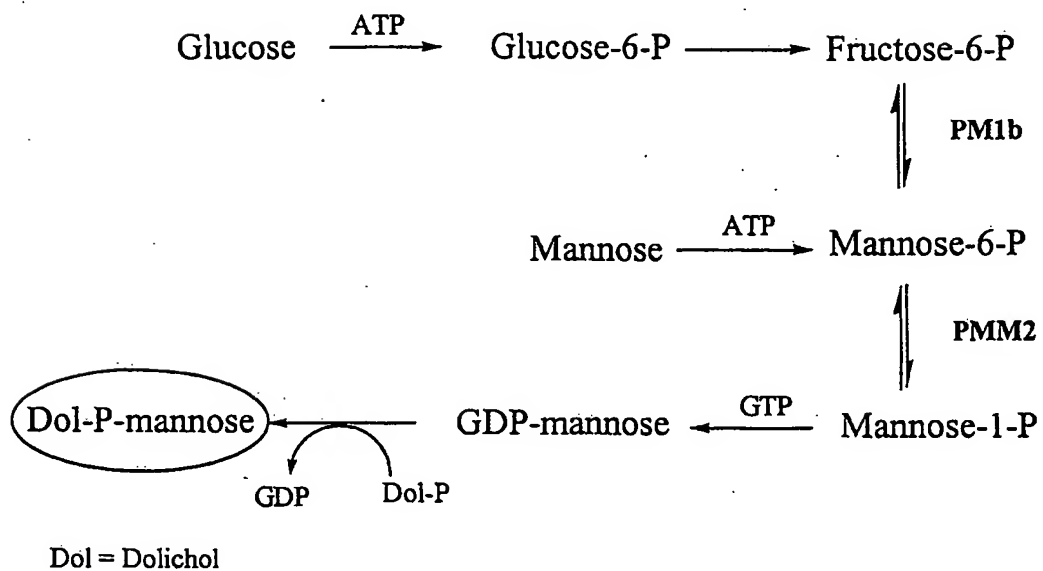 ATP
Glucose Glucose-6-P Fructose-6-P
PM1b
ATP
Mannose Mannose-6-P
PMM2
GTP
Dol-P-mannose GDP-mannose Mannose-1-P
GDP Dol-P
Dol = Dolichol